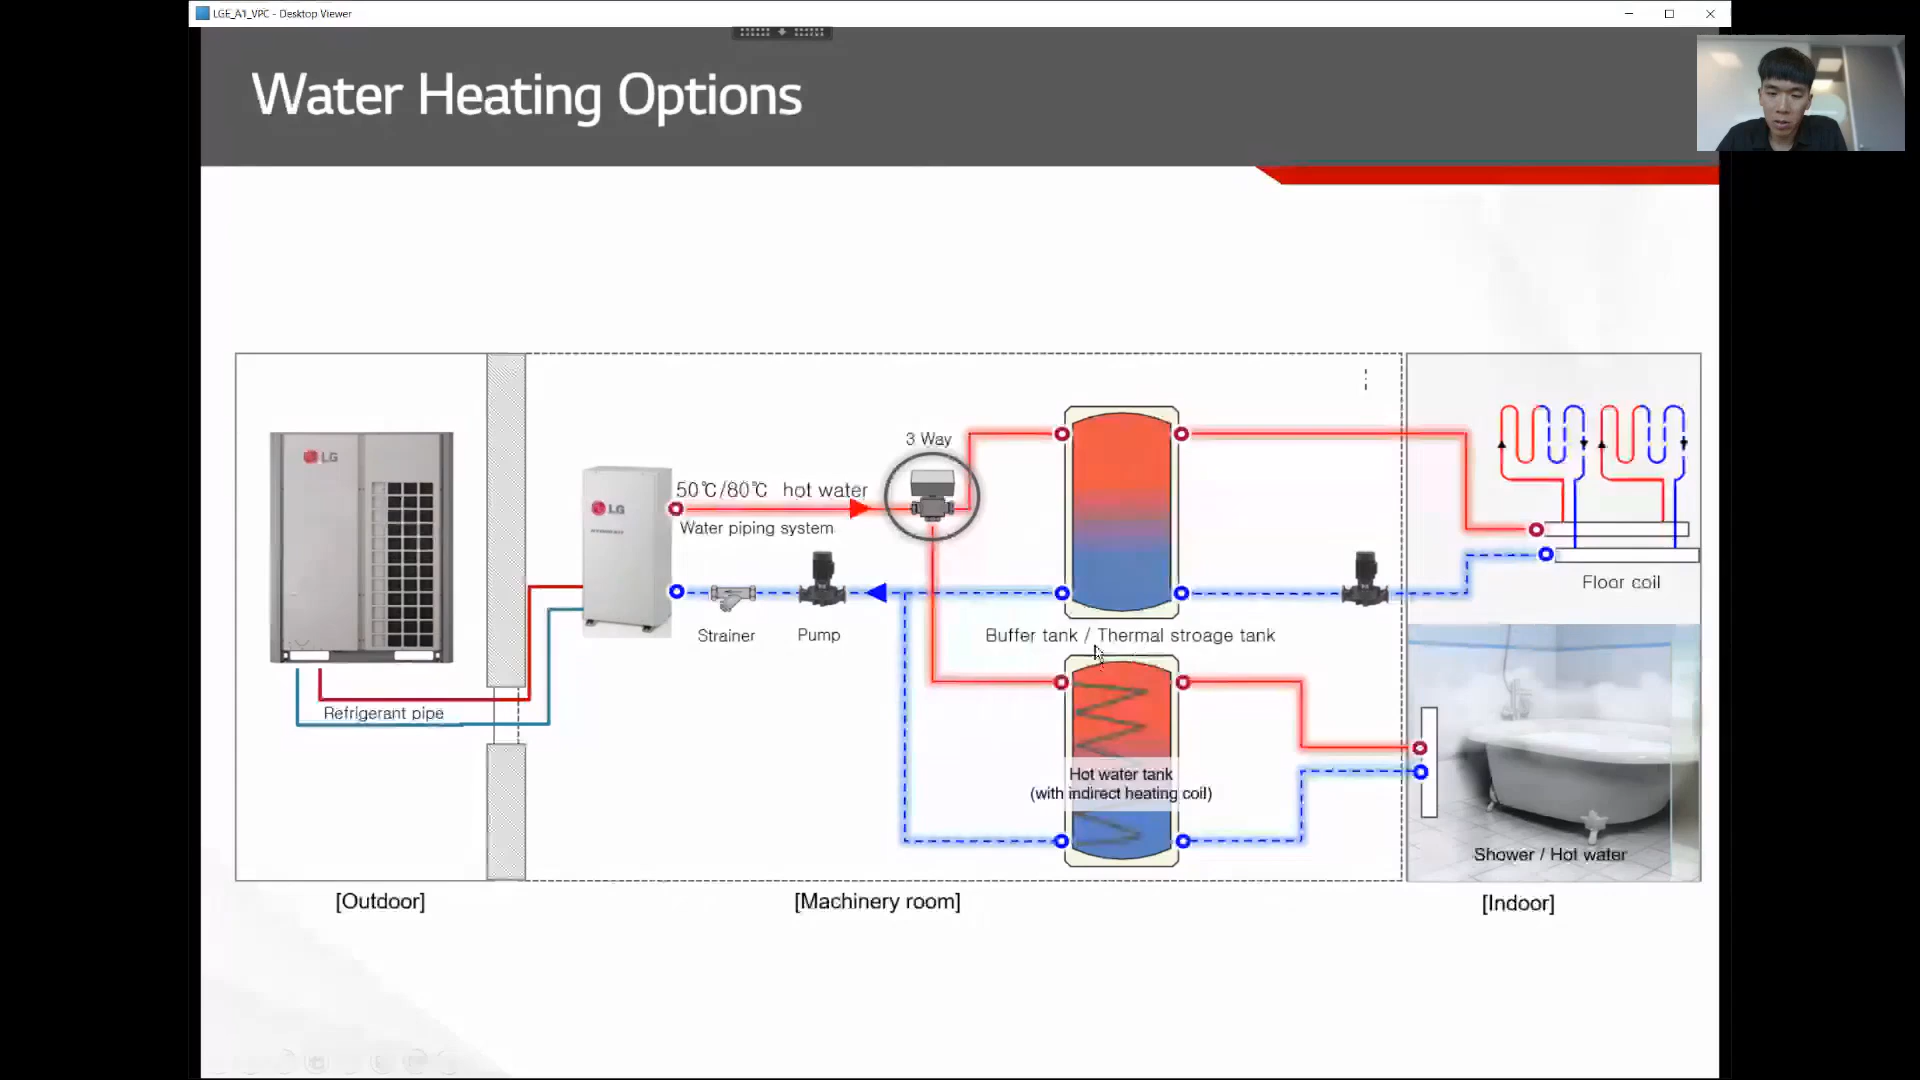 LGE_A1_VPC - Desktop Viewer
Water Heating Options
LG
LG
3 Way
50℃/80℃ hot water
Water piping system
Strainer
Pump
Buffer tank / Thermal stroage tank
Refrigerant pipe
Hot water tank
(with indirect heating coil)
Floor coil
Shower / Hot water
[Outdoor]
[Machinery room]
[Indoor]